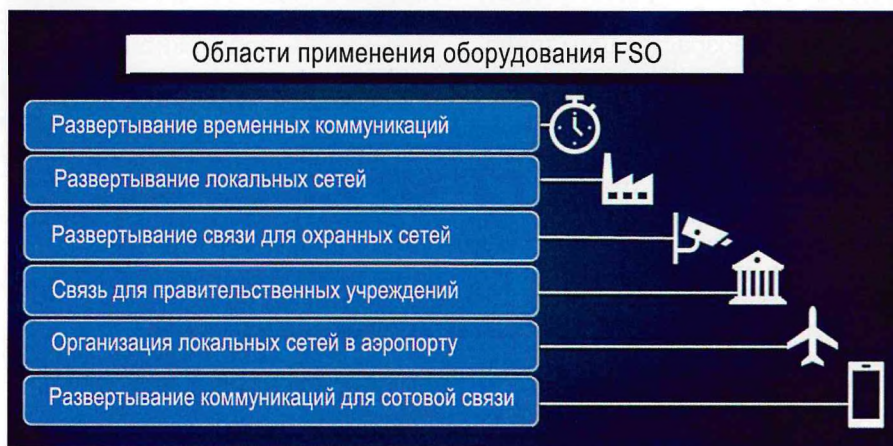 Области применения оборудования FSO
Развертывание временных коммуникаций
Развертывание локальных сетей
Развертывание связи для охранных сетей
Связь для правительственных учреждений
Организация локальных сетей в аэропорту
Развертывание коммуникаций для сотовой связи